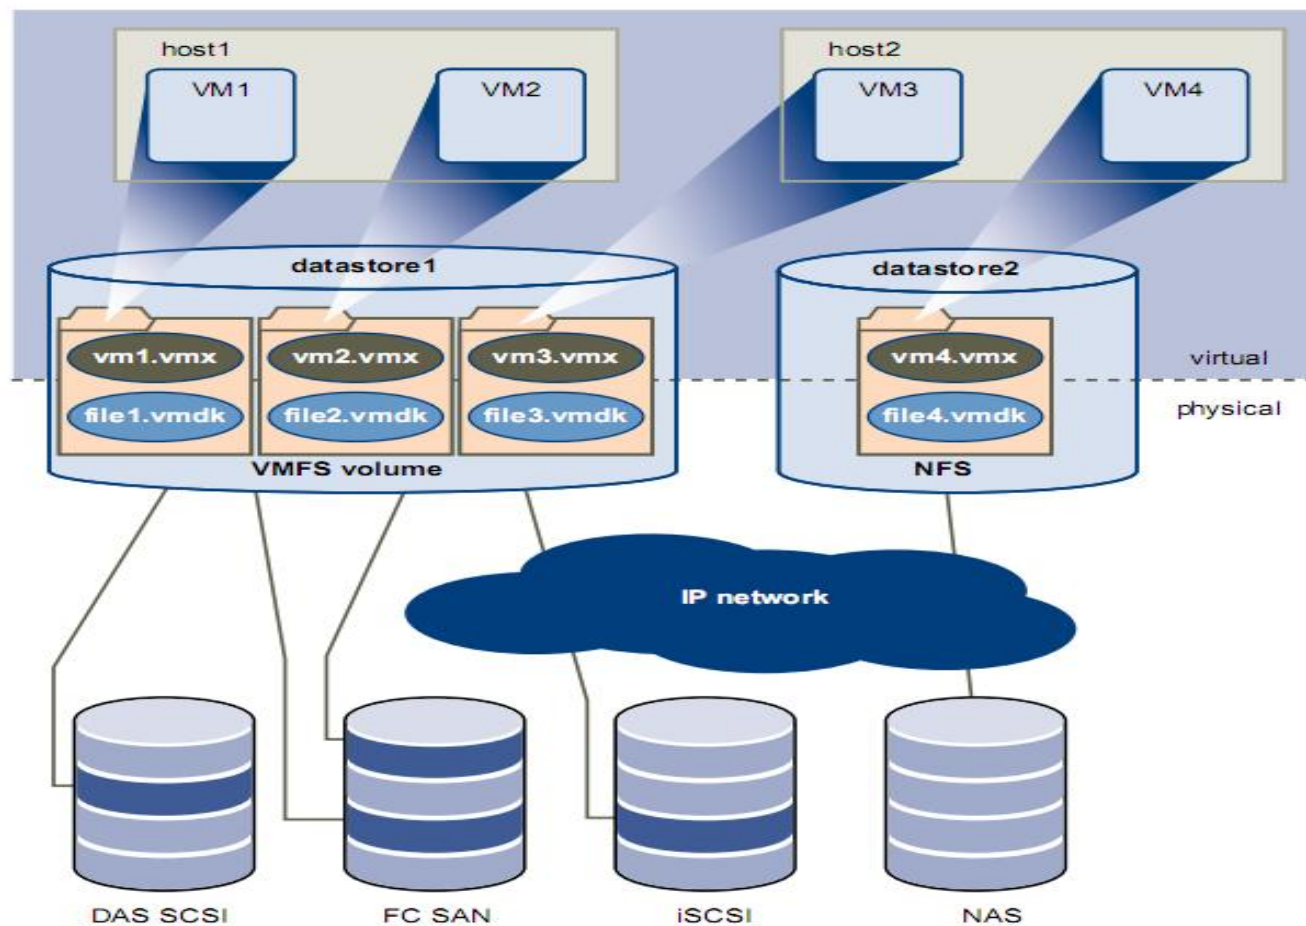 host1
host2
VM1
VM2
VM3
VM4
datastore1
datastore2
vm1.vmx
vm2.vmx
vm3.vmx
vm4.vmx
virtual
file1.vmdk
file2.vmdk
file3.vmdk
file4.vmdk
physical
VMFS volume
NFS
IP network
DAS SCSI
FC SAN
iSCSI
NAS